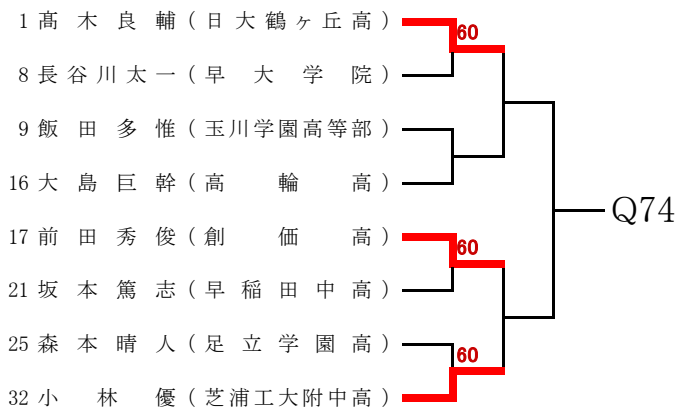 1 髙木良輔(日大鶴ヶ丘高)
60
8 長谷川太一(早大学院)
9 飯田多惟(玉川学園高等部)
16 大島巨幹(高輪高)
Q74
17 前田秀俊(創価高)
60
21 坂本篤志(早稲田中高)
25 森本晴人(足立学園高)
60
32 小林優(芝浦工大附中高)